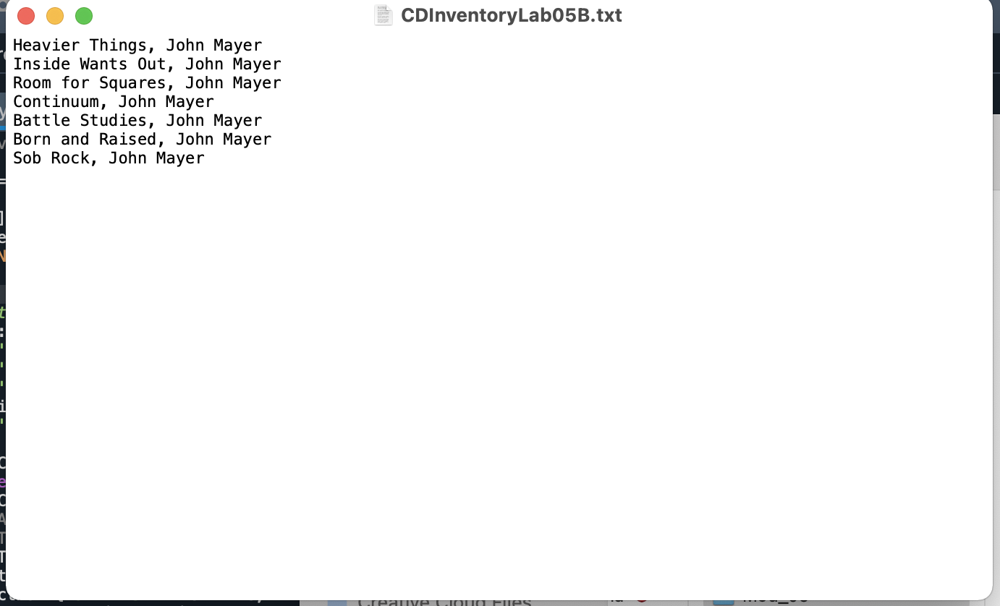 CDInventoryLab05B.txt
Heavier Things, John Mayer
Inside Wants Out, John Mayer
Room for Squares, John Mayer
Continuum, John Mayer
Battle Studies, John Mayer
Born and Raised, John Mayer
Sob Rock, John Mayer
Creative Cloud Files